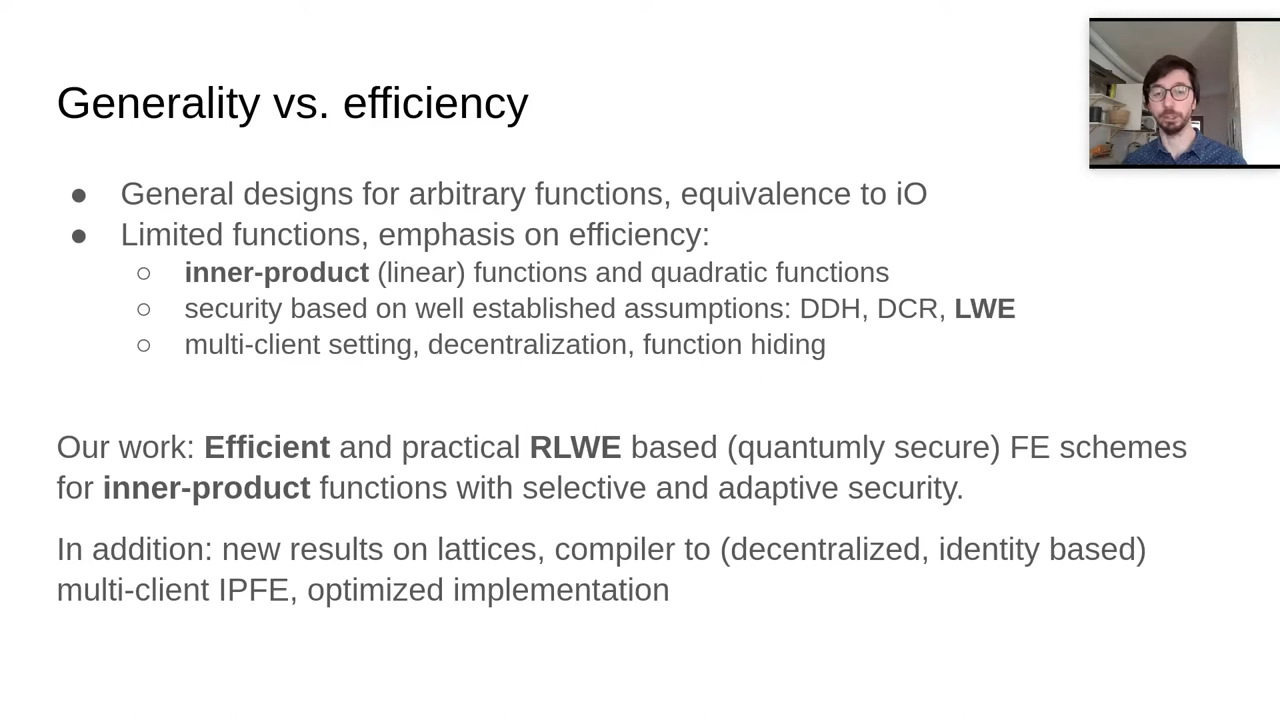 Generality vs. efficiency
● General designs for arbitrary functions, equivalence to iO
● Limited functions, emphasis on efficiency:
○ inner-product (linear) functions and quadratic functions
○ security based on well established assumptions: DDH, DCR, LWE
○ multi-client setting, decentralization, function hiding
Our work: Efficient and practical RLWE based (quantumly secure) FE schemes
for inner-product functions with selective and adaptive security.
In addition: new results on lattices, compiler to (decentralized, identity based)
multi-client IPFE, optimized implementation